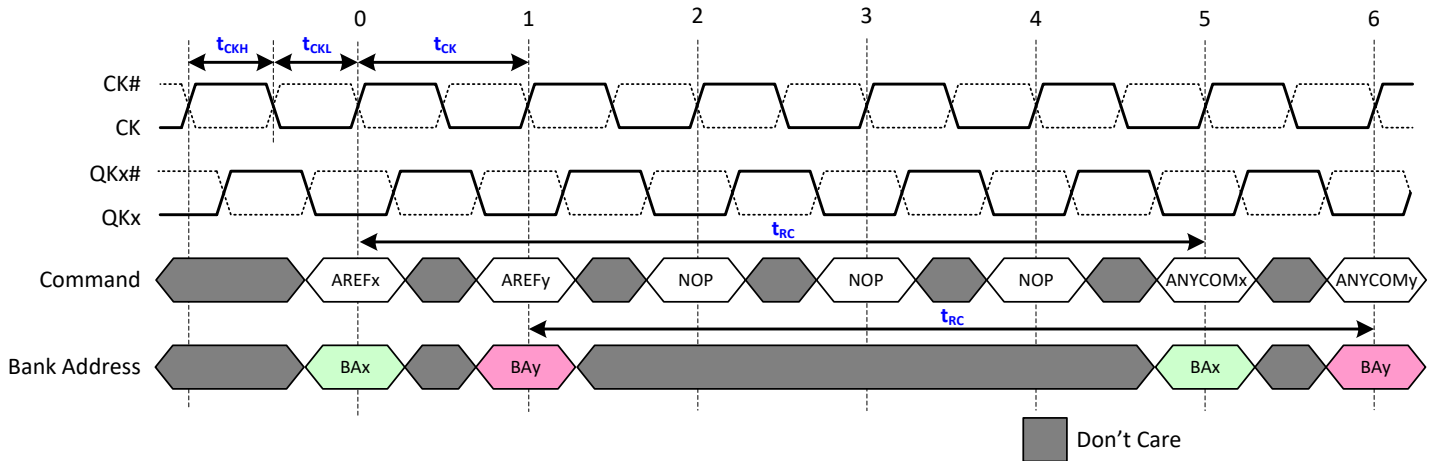 0 1 2 3 4 5 6
tCKH tCKL tCK
CK#
CK
QKx#
QKx
tRC
Command AREFx AREFy NOP NOP NOP ANYCOMx ANYCOMy
tRC
Bank Address BAx BAy BAx BAy
Don't Care